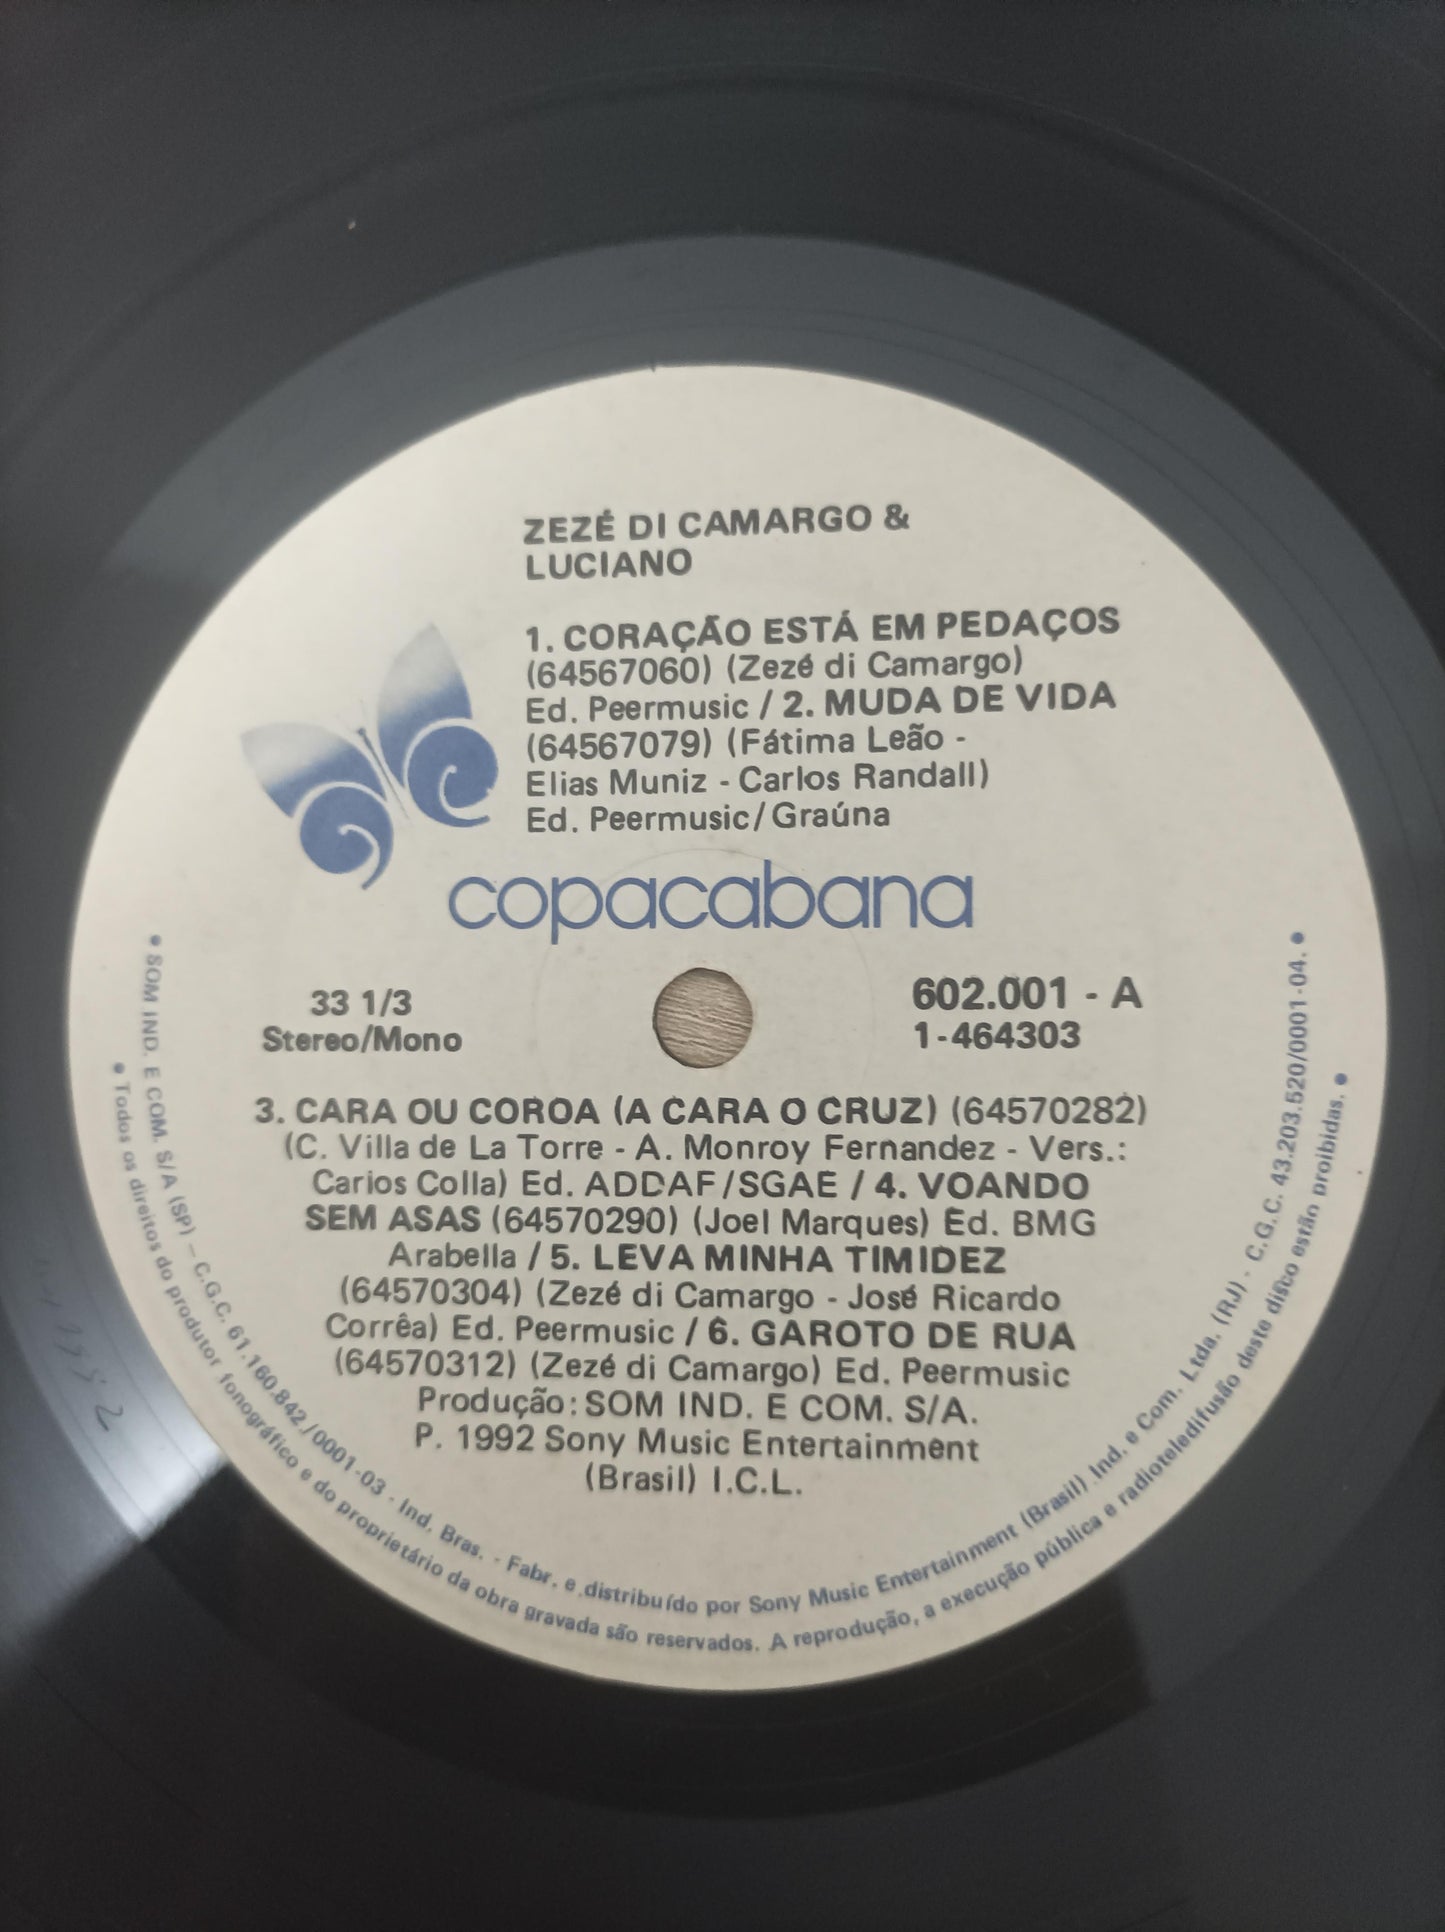 ZEZÉ DI CAMARGO &
LUCIANO
1. CORAÇÃO ESTÁ EM PEDAÇOS
(64567060) (Zezé di Camargo)
Ed. Peermusic / 2. MUDA DE VIDA
(64567079) (Fátima Leão -
Elias Muniz - Carlos Randall)
Ed. Peermusic/Graúna
copacabana
33 1/3
Stereo/Mono
602.001 - A
1-464303
3. CARA OU COROA (A CARA O CRUZ) (64570282)
(C. Villa de La Torre - A. Monroy Fernandez - Vers.:
Carlos Colla) Ed. ADDAF/SGAE / 4. VOANDO
SEM ASAS (64570290) (Joel Marques) Ed. BMG
Arabella / 5. LEVA MINHA TIMIDEZ
(64570304) (Zezé di Camargo - José Ricardo
Corrêa) Ed. Peermusic / 6. GAROTO DE RUA
(64570312) (Zezé di Camargo) Ed. Peermusic
Produção: SOM IND. E COM. S/A.
P. 1992 Sony Music Entertainment
(Brasil) I.C.L.
• SOM IND. E COM. S/A (SP) – C.G.C. 61.160.842/0001-03 - Ind. Bras. - Fabr. e distribuído por Sony Music Entertainment (Brasil) Ind. e Com. Ltda. (RJ) - C.G.C. 43.203.520/0001-04. •
• Todos os direitos do produtor fonográfico e do proprietário da obra gravada são reservados. A reprodução, a execução pública e radioteledifusão deste disco estão proibidas. •